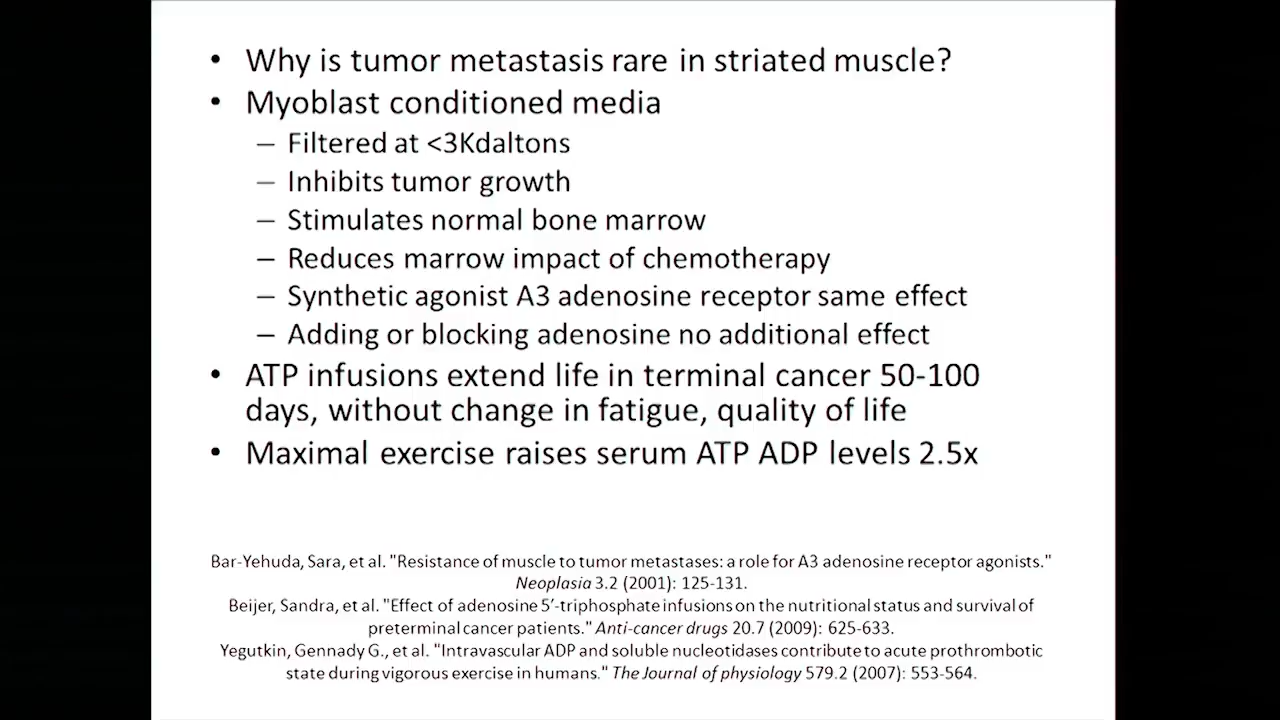 • Why is tumor metastasis rare in striated muscle?
• Myoblast conditioned media
– Filtered at <3Kdaltons
– Inhibits tumor growth
– Stimulates normal bone marrow
– Reduces marrow impact of chemotherapy
– Synthetic agonist A3 adenosine receptor same effect
– Adding or blocking adenosine no additional effect
• ATP infusions extend life in terminal cancer 50-100
days, without change in fatigue, quality of life
• Maximal exercise raises serum ATP ADP levels 2.5x
Bar-Yehuda, Sara, et al. "Resistance of muscle to tumor metastases: a role for A3 adenosine receptor agonists."
Neoplasia 3.2 (2001): 125-131.
Beijer, Sandra, et al. "Effect of adenosine 5′-triphosphate infusions on the nutritional status and survival of
preterminal cancer patients." Anti-cancer drugs 20.7 (2009): 625-633.
Yegutkin, Gennady G., et al. "Intravascular ADP and soluble nucleotidases contribute to acute prothrombotic
state during vigorous exercise in humans." The Journal of physiology 579.2 (2007): 553-564.